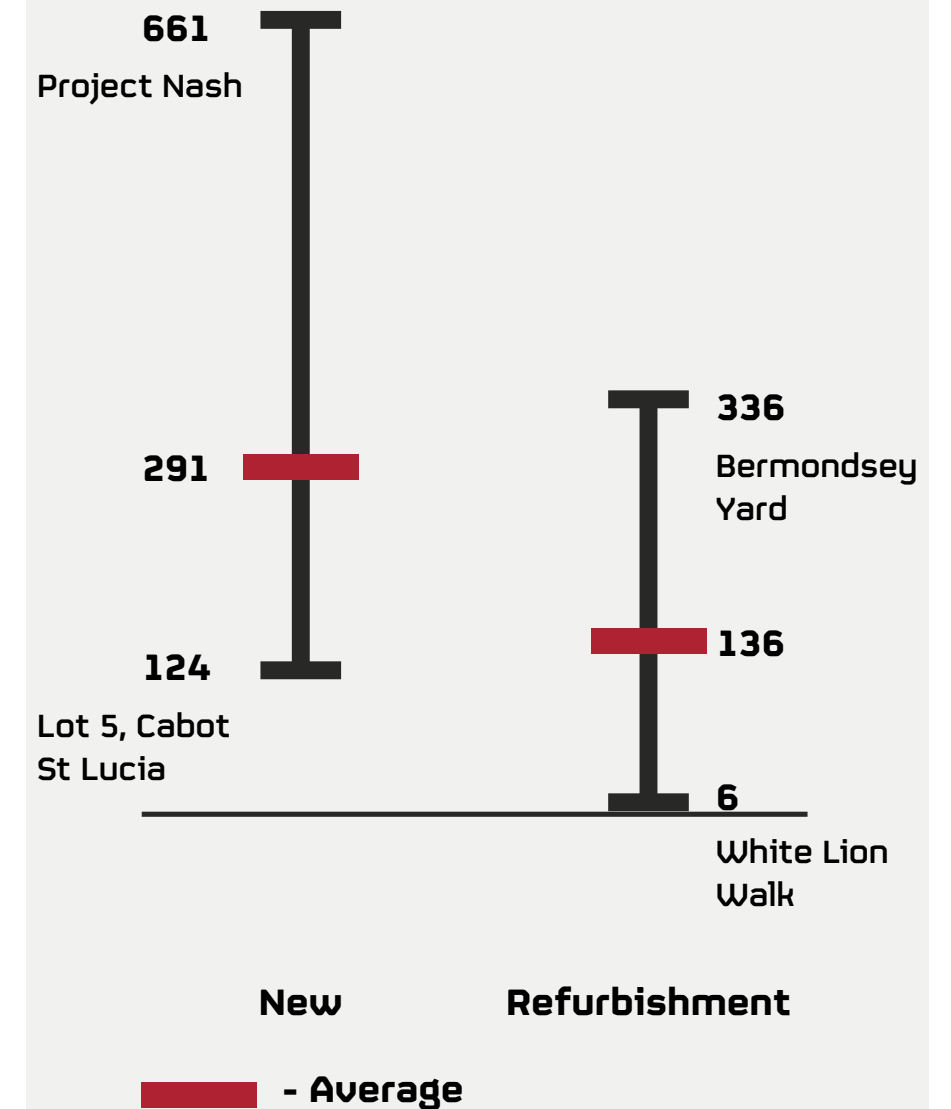 661
Project Nash
291
124
Lot 5, Cabot
St Lucia
336
Bermondsey
Yard
136
6
White Lion
Walk
New
Refurbishment
- Average